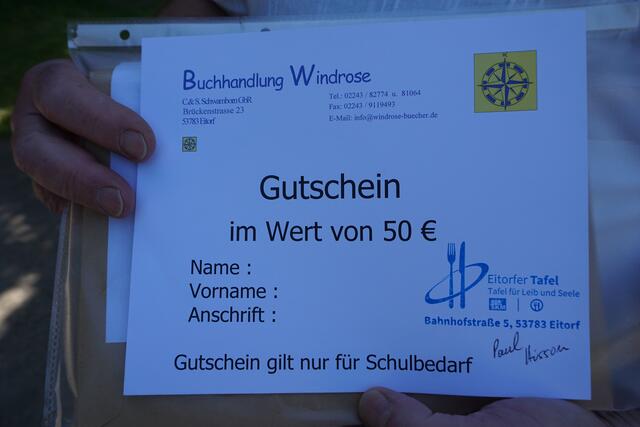 Buchhandlung Windrose
C.& S. Schwamborn GbR
Brückenstrasse 23
53783 Eitorf
Tel.: 02243 / 82774 u. 81064
Fax: 02243 / 9119493
E-Mail: info@windrose-buecher.de
Gutschein
im Wert von 50 €
Name :
Vorname :
Anschrift :
Eitorfer Tafel
Tafel für Leib und Seele
Bahnhofstraße 5, 53783 Eitorf
Paul
Gutschein gilt nur für Schulbedarf